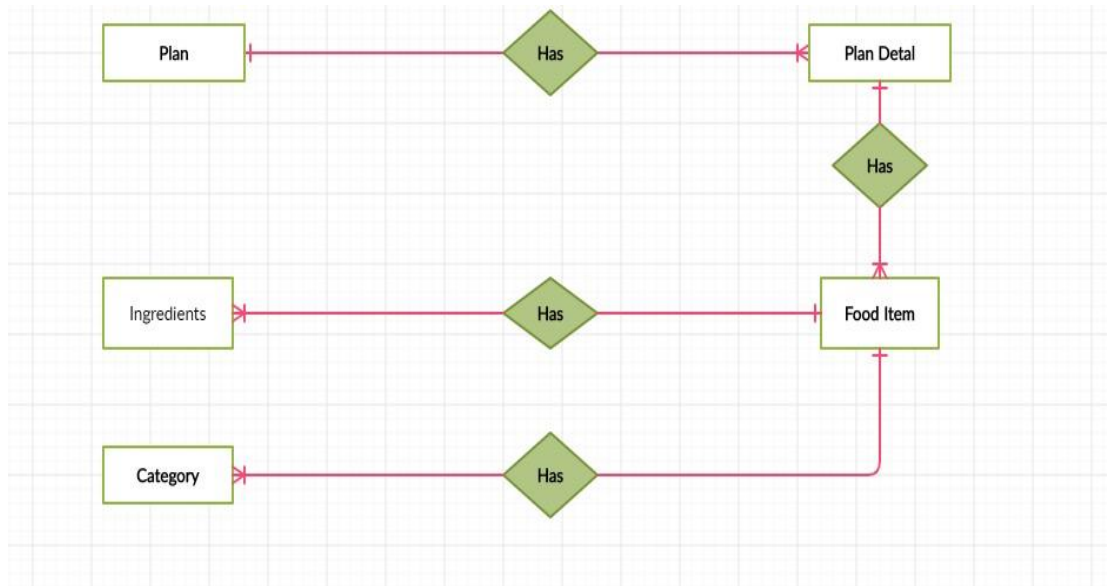 Plan
Has
Plan Detal
Has
Ingredients
Has
Food Item
Category
Has